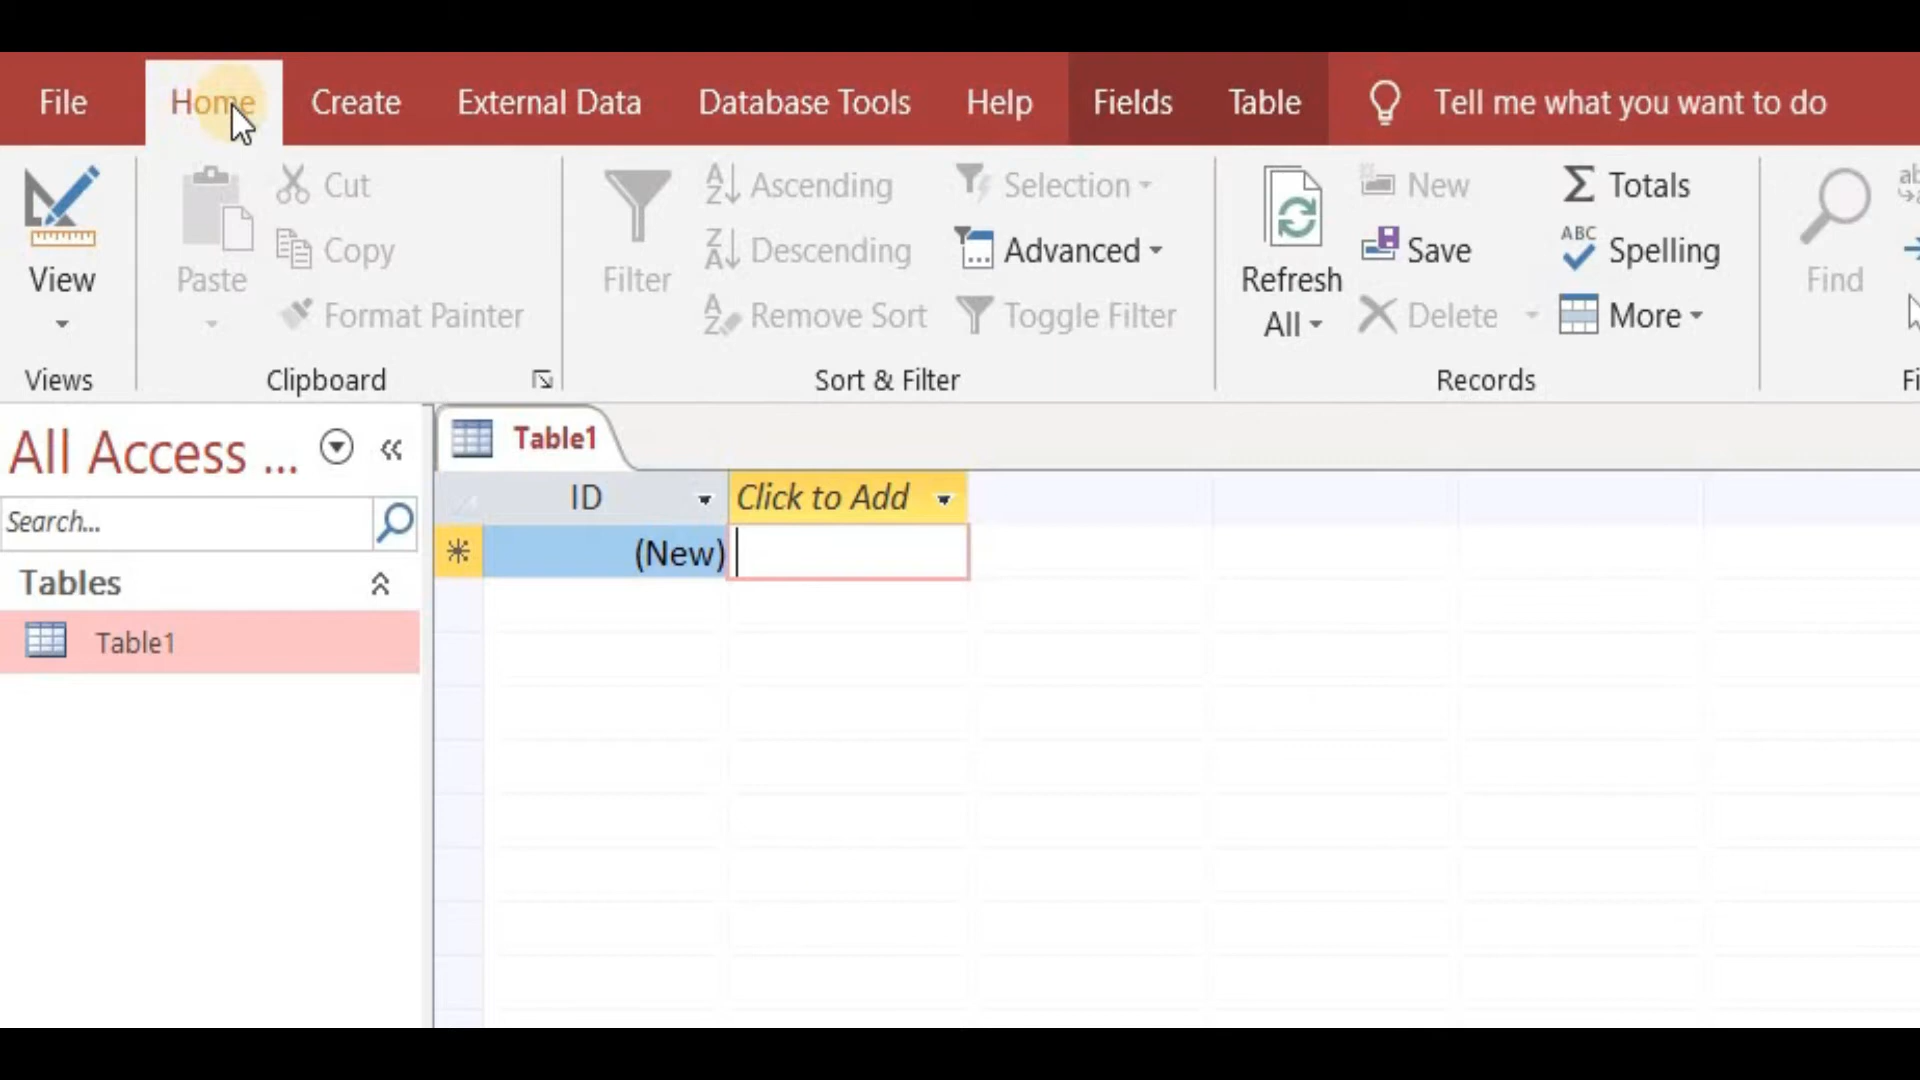 File Home Create External Data Database Tools Help Fields Table Tell me what you want to do
View
Views
Paste
Cut
Copy
Format Painter
Clipboard
Filter
Ascending
Descending
Remove Sort
Selection
Advanced
Toggle Filter
Sort & Filter
Refresh
All
New
Save
Delete
Totals
Spelling
More
Records
Find
All Access ...
Search...
Tables
Table1
Table1
ID Click to Add
(New)